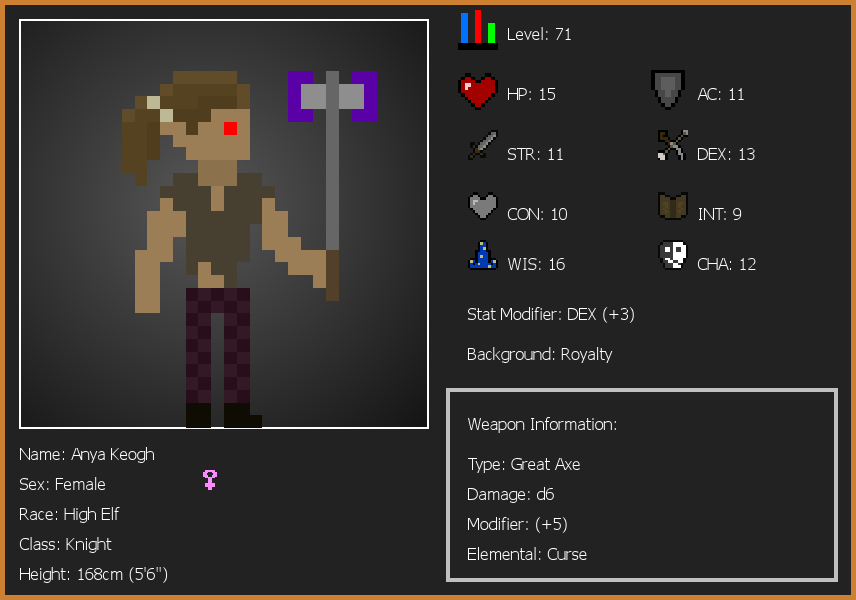 Level: 71
HP: 15
AC: 11
STR: 11
DEX: 13
CON: 10
INT: 9
WIS: 16
CHA: 12
Stat Modifier: DEX (+3)
Background: Royalty
Weapon Information:
Type: Great Axe
Damage: d6
Modifier: (+5)
Elemental: Curse
Name: Anya Keogh
Sex: Female
Race: High Elf
Class: Knight
Height: 168cm (5'6")